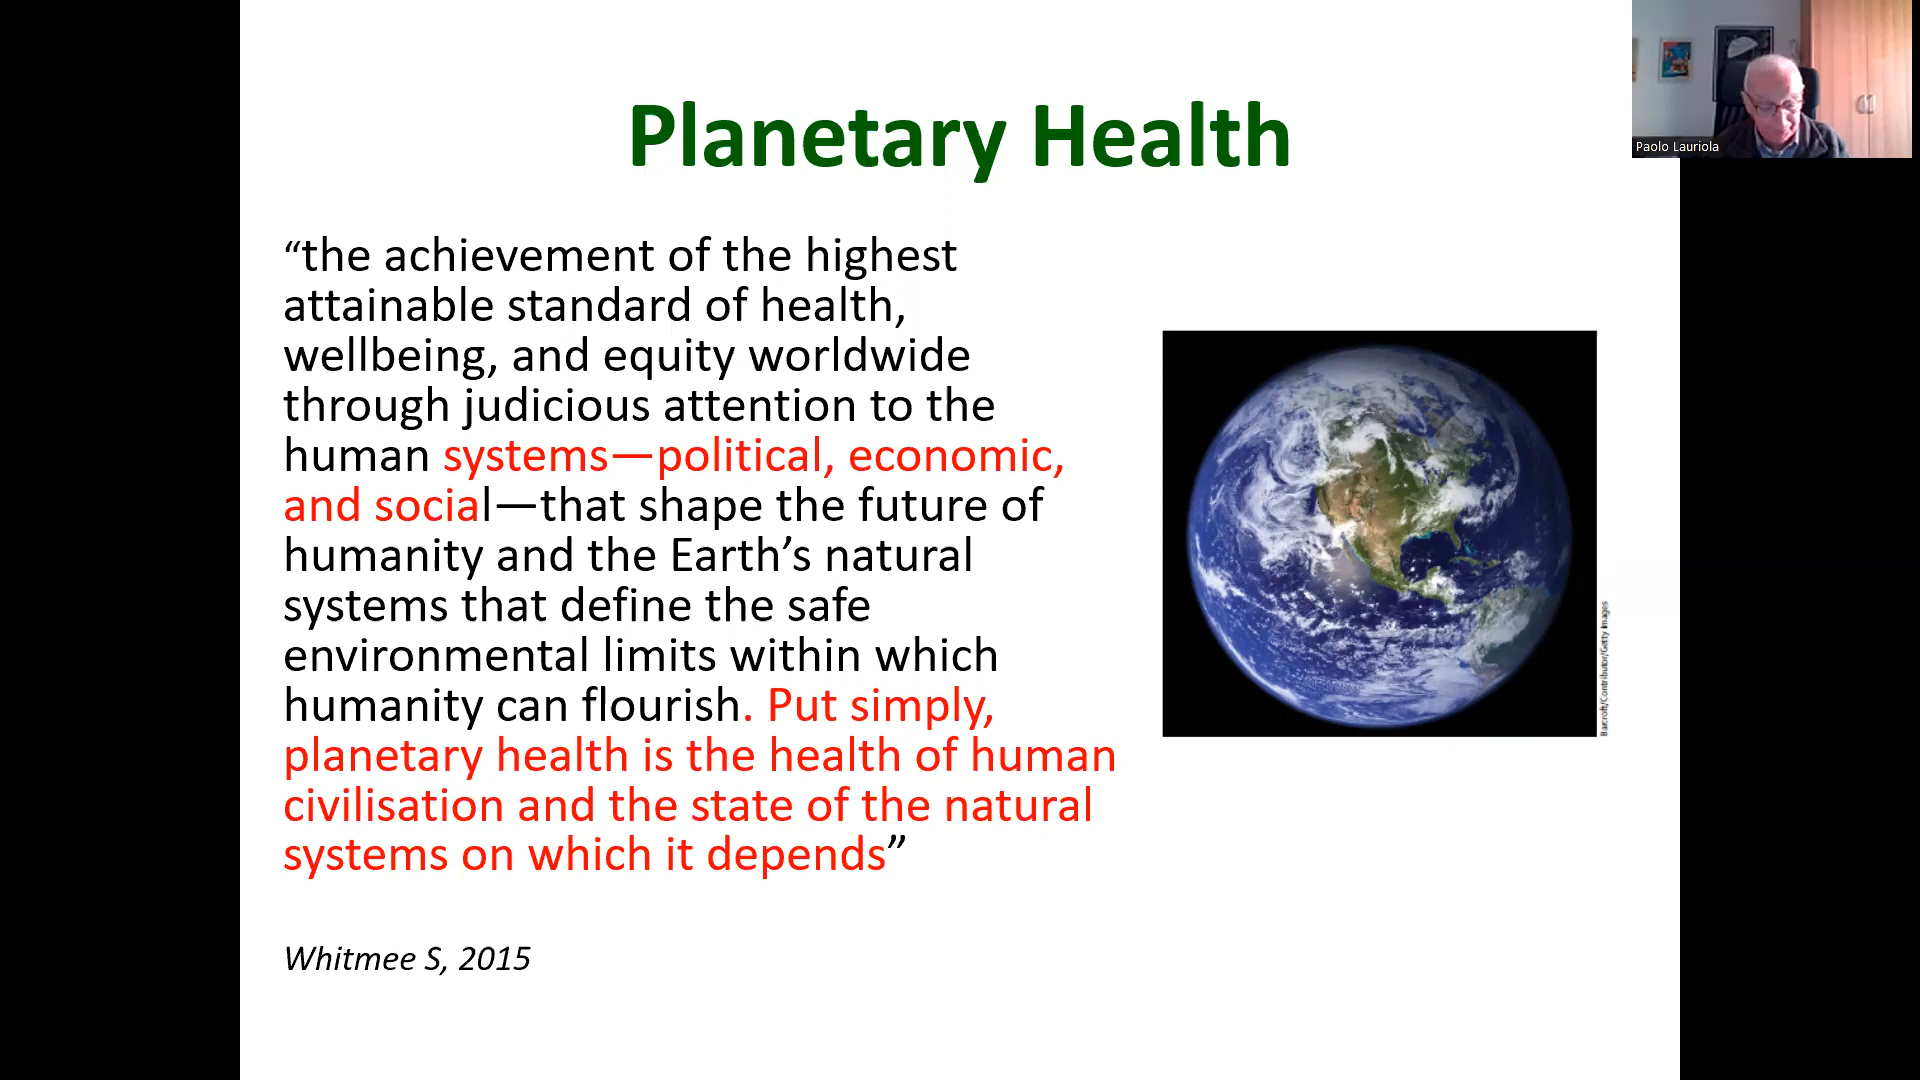 Planetary Health
“the achievement of the highest
attainable standard of health,
wellbeing, and equity worldwide
through judicious attention to the
human systems—political, economic,
and social—that shape the future of
humanity and the Earth’s natural
systems that define the safe
environmental limits within which
humanity can flourish. Put simply,
planetary health is the health of human
civilisation and the state of the natural
systems on which it depends”
Whitmee S, 2015
Barcroft/Contributor/Getty Images
Paolo Lauriola